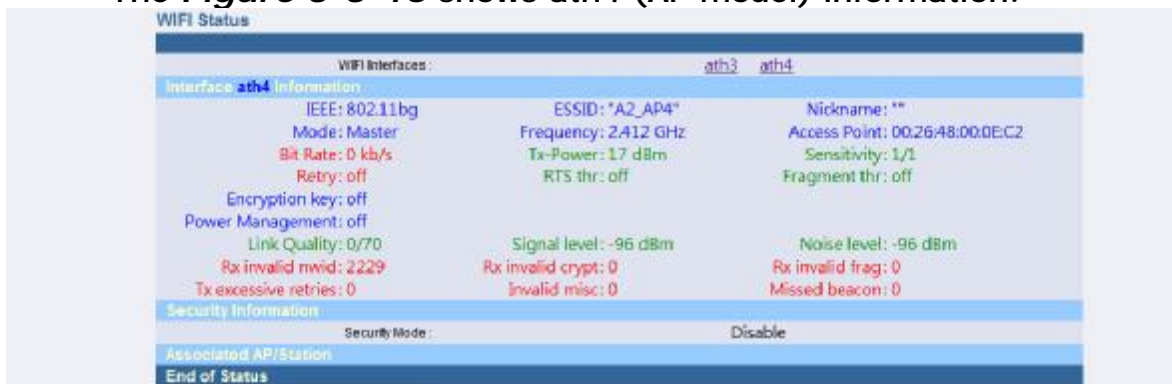 The Figure 3-3-18 shows ath4 (AP model) information.
WIFI Status
WIFI Interfaces : ath3 ath4
Interface ath4 Information
IEEE: 802.11bg ESSID: "A2_AP4" Nickname: ""
Mode: Master Frequency: 2.412 GHz Access Point: 00:26:48:00:0E:C2
Bit Rate: 0 kb/s Tx-Power: 17 dBm Sensitivity: 1/1
Retry: off RTS thr: off Fragment thr: off
Encryption key: off
Power Management: off
Link Quality: 0/70 Signal level: -96 dBm Noise level: -96 dBm
Rx invalid nwid: 2229 Rx invalid crypt: 0 Rx invalid frag: 0
Tx excessive retries: 0 Invalid misc: 0 Missed beacon: 0
Security Information
Security Mode : Disable
Associated AP/Station
End of Status